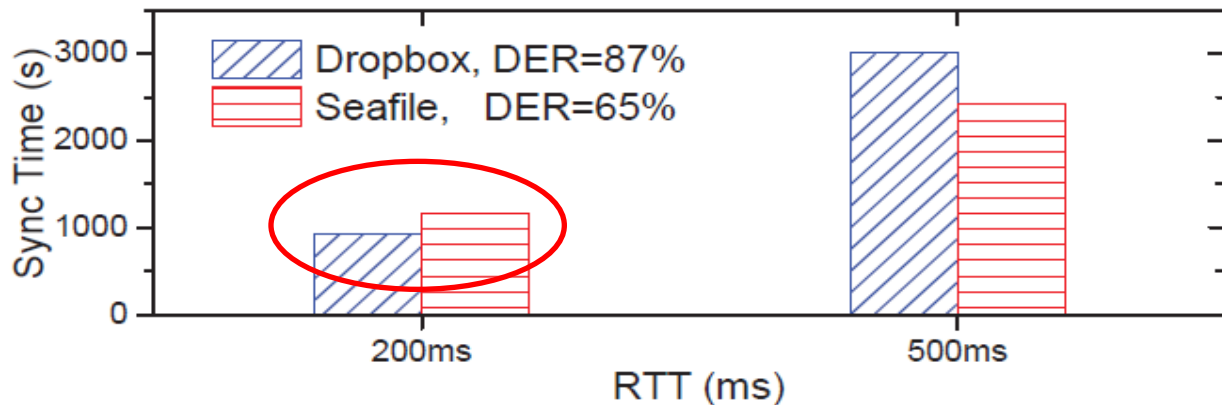 Sync Time (s)
3000
2000
1000
0
Dropbox, DER=87%
Seafile, DER=65%
200ms
500ms
RTT (ms)